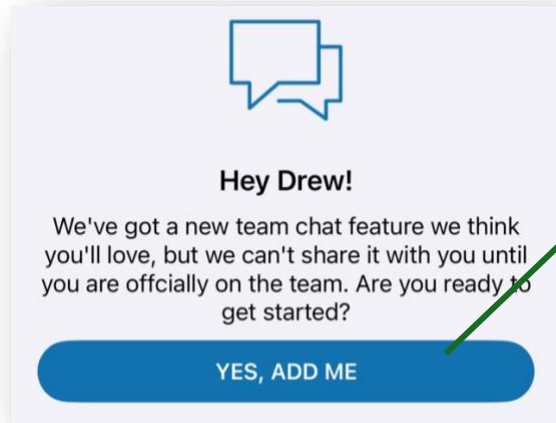 Hey Drew!
We've got a new team chat feature we think
you'll love, but we can't share it with you until
you are offcially on the team. Are you ready to
get started?
YES, ADD ME